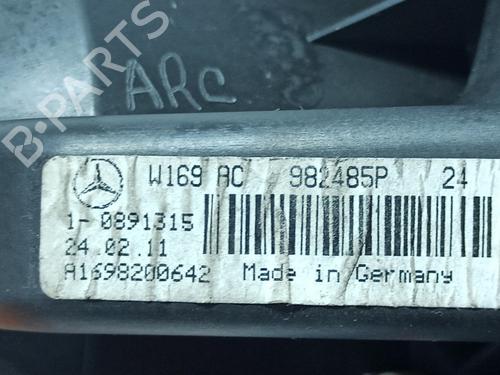 ARC
B-PARTS
W169 AC 982485P 24
1-0891315
24.02.11
A1698200642 Made in Germany